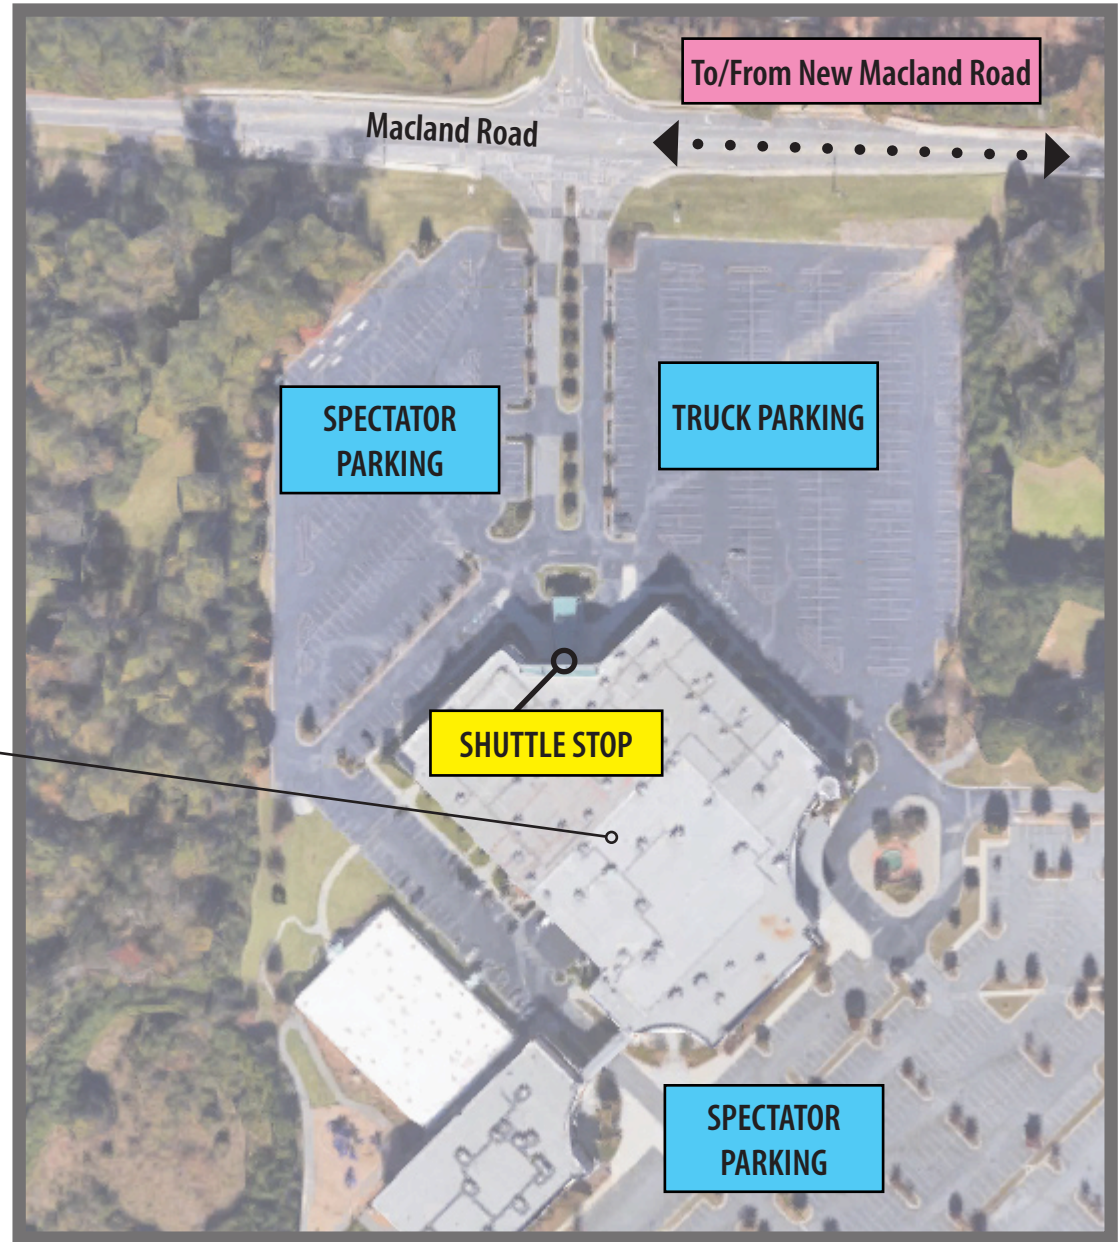 To/From New Macland Road
Macland Road
SPECTATOR
PARKING
TRUCK PARKING
SHUTTLE STOP
SPECTATOR
PARKING